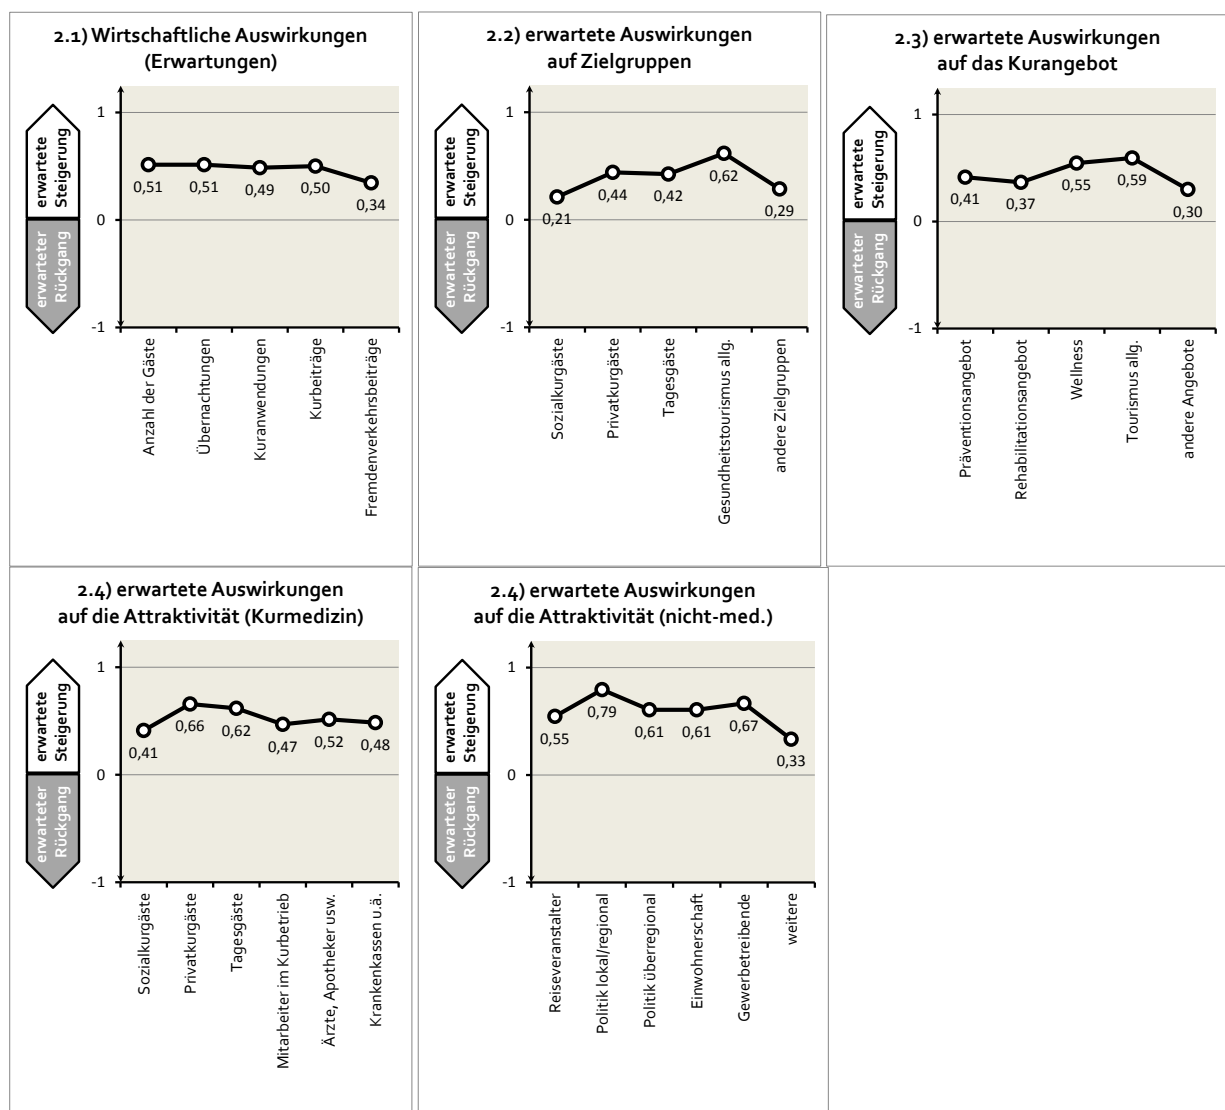 2.1) Wirtschaftliche Auswirkungen
(Erwartungen)
erwartete
Steigerung
erwarteter
Rückgang
1
0
-1
0,51
0,51
0,49
0,50
0,34
Anzahl der Gäste
Übernachtungen
Kuranwendungen
Kurbeiträge
Fremdenverkehrsbeiträge
2.2) erwartete Auswirkungen
auf Zielgruppen
erwartete
Steigerung
erwarteter
Rückgang
1
0
-1
0,21
0,44
0,42
0,62
0,29
Sozialkurgäste
Privatkurgäste
Tagesgäste
Gesundheitstourismus allg.
andere Zielgruppen
2.3) erwartete Auswirkungen
auf das Kurangebot
erwartete
Steigerung
erwarteter
Rückgang
1
0
-1
0,41
0,37
0,55
0,59
0,30
Präventionsangebot
Rehabilitationsangebot
Wellness
Tourismus allg.
andere Angebote
2.4) erwartete Auswirkungen
auf die Attraktivität (Kurmedizin)
erwartete
Steigerung
erwarteter
Rückgang
1
0
-1
0,41
0,66
0,62
0,47
0,52
0,48
Sozialkurgäste
Privatkurgäste
Tagesgäste
Mitarbeiter im Kurbetrieb
Ärzte, Apotheker usw.
Krankenkassen u.ä.
2.4) erwartete Auswirkungen
auf die Attraktivität (nicht-med.)
erwartete
Steigerung
erwarteter
Rückgang
1
0
-1
0,55
0,79
0,61
0,61
0,67
0,33
Reiseveranstalter
Politik lokal/regional
Politik überregional
Einwohnerschaft
Gewerbetreibende
weitere